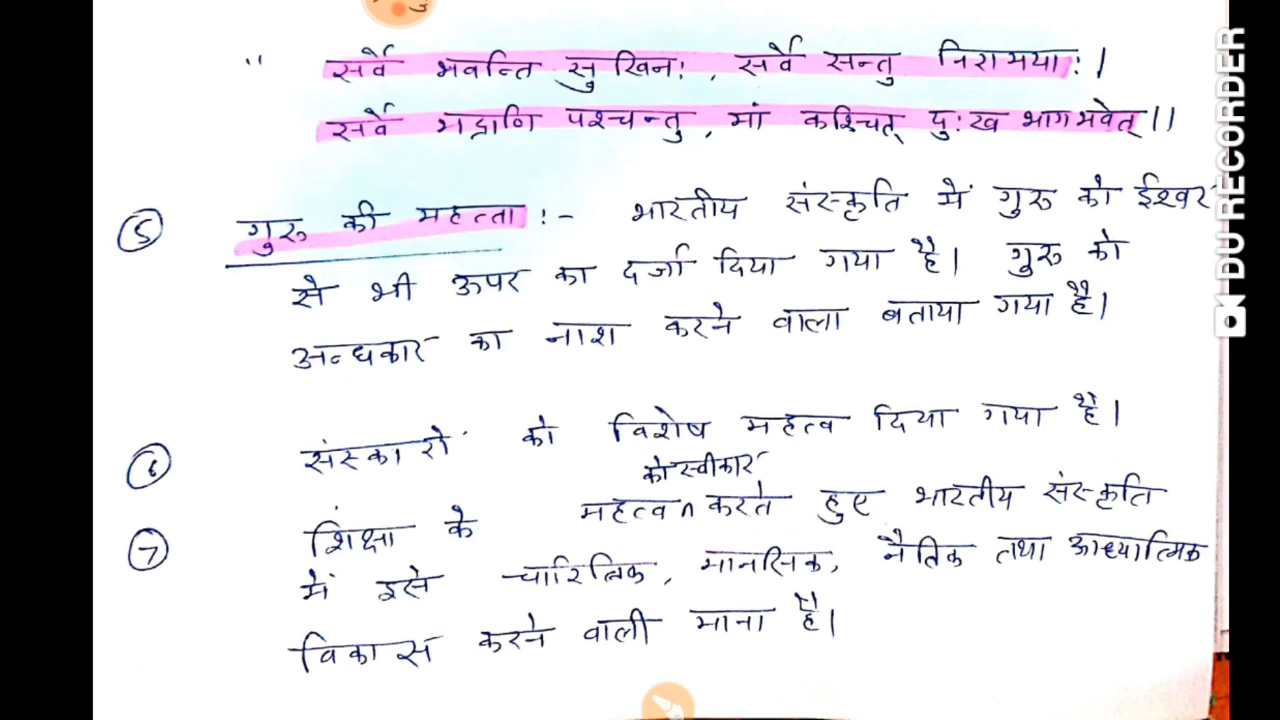 " सर्वे भवन्ति सुखिनः, सर्वे सन्तु निरामयाः।
सर्वे भद्राणि पश्चन्तु, मां कश्चित् दुःख भागभवेत्॥
5 गुरु की महत्ता :- भारतीय संस्कृति में गुरु को ईश्वर
से भी ऊपर का दर्जा दिया गया है। गुरु को
अन्धकार का नाश करने वाला बताया गया है।
6 संस्कारों को विशेष महत्व दिया गया है।
को स्वीकार
7 शिंक्षा के महत्व करते हुए भारतीय संस्कृति
में इसे चारित्रिक, मानसिक, नैतिक तथा आध्यात्मिक
विकास करने वाली माना है।
DU RECORDER